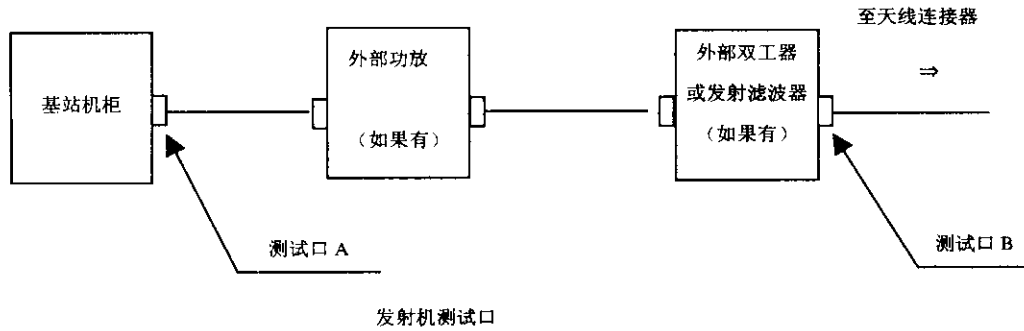 至天线连接器
⇒
基站机柜
外部功放
（如果有）
外部双工器
或发射滤波器
（如果有）
测试口 A
测试口 B
发射机测试口